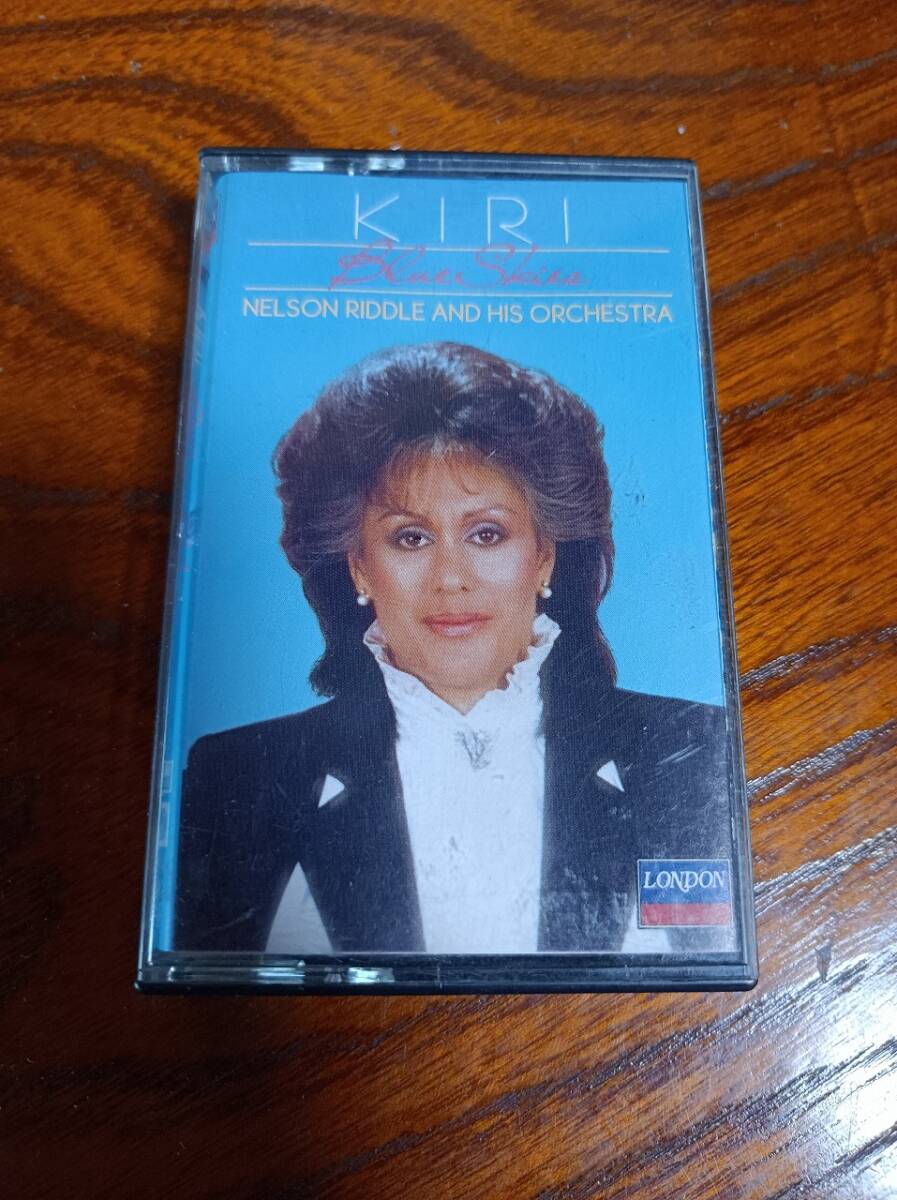 KIRI
Blue Skies
NELSON RIDDLE AND HIS ORCHESTRA
LONDON